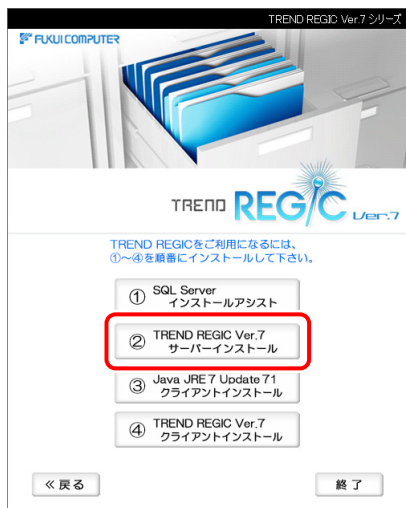 TREND REGIC Ver.7 シリーズ
FUKUI COMPUTER
TREND REGIC Ver.7
TREND REGICをご利用になるには、
①～④を順番にインストールして下さい。
① SQL Server
インストールアシスト
② TREND REGIC Ver.7
サーバーインストール
③ Java JRE 7 Update 71
クライアントインストール
④ TREND REGIC Ver.7
クライアントインストール
≪戻る
終了